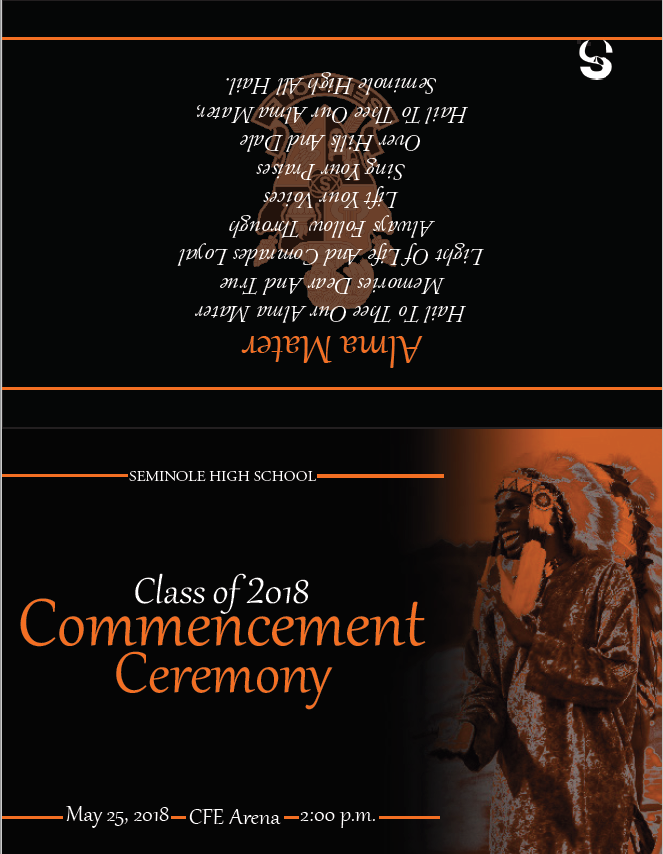 Alma Mater
Hail To Thee Our Alma Mater
Memories Dear And True
Light Of Life And Comrades Loyal
Always Follow Through
Lift Your Voices
Sing Your Praises
Over Hills And Dale
Hail To Thee Our Alma Mater,
Seminole High All Hail.
S
SEMINOLE HIGH SCHOOL
Class of 2018
Commencement
Ceremony
May 25, 2018 CFE Arena 2:00 p.m.